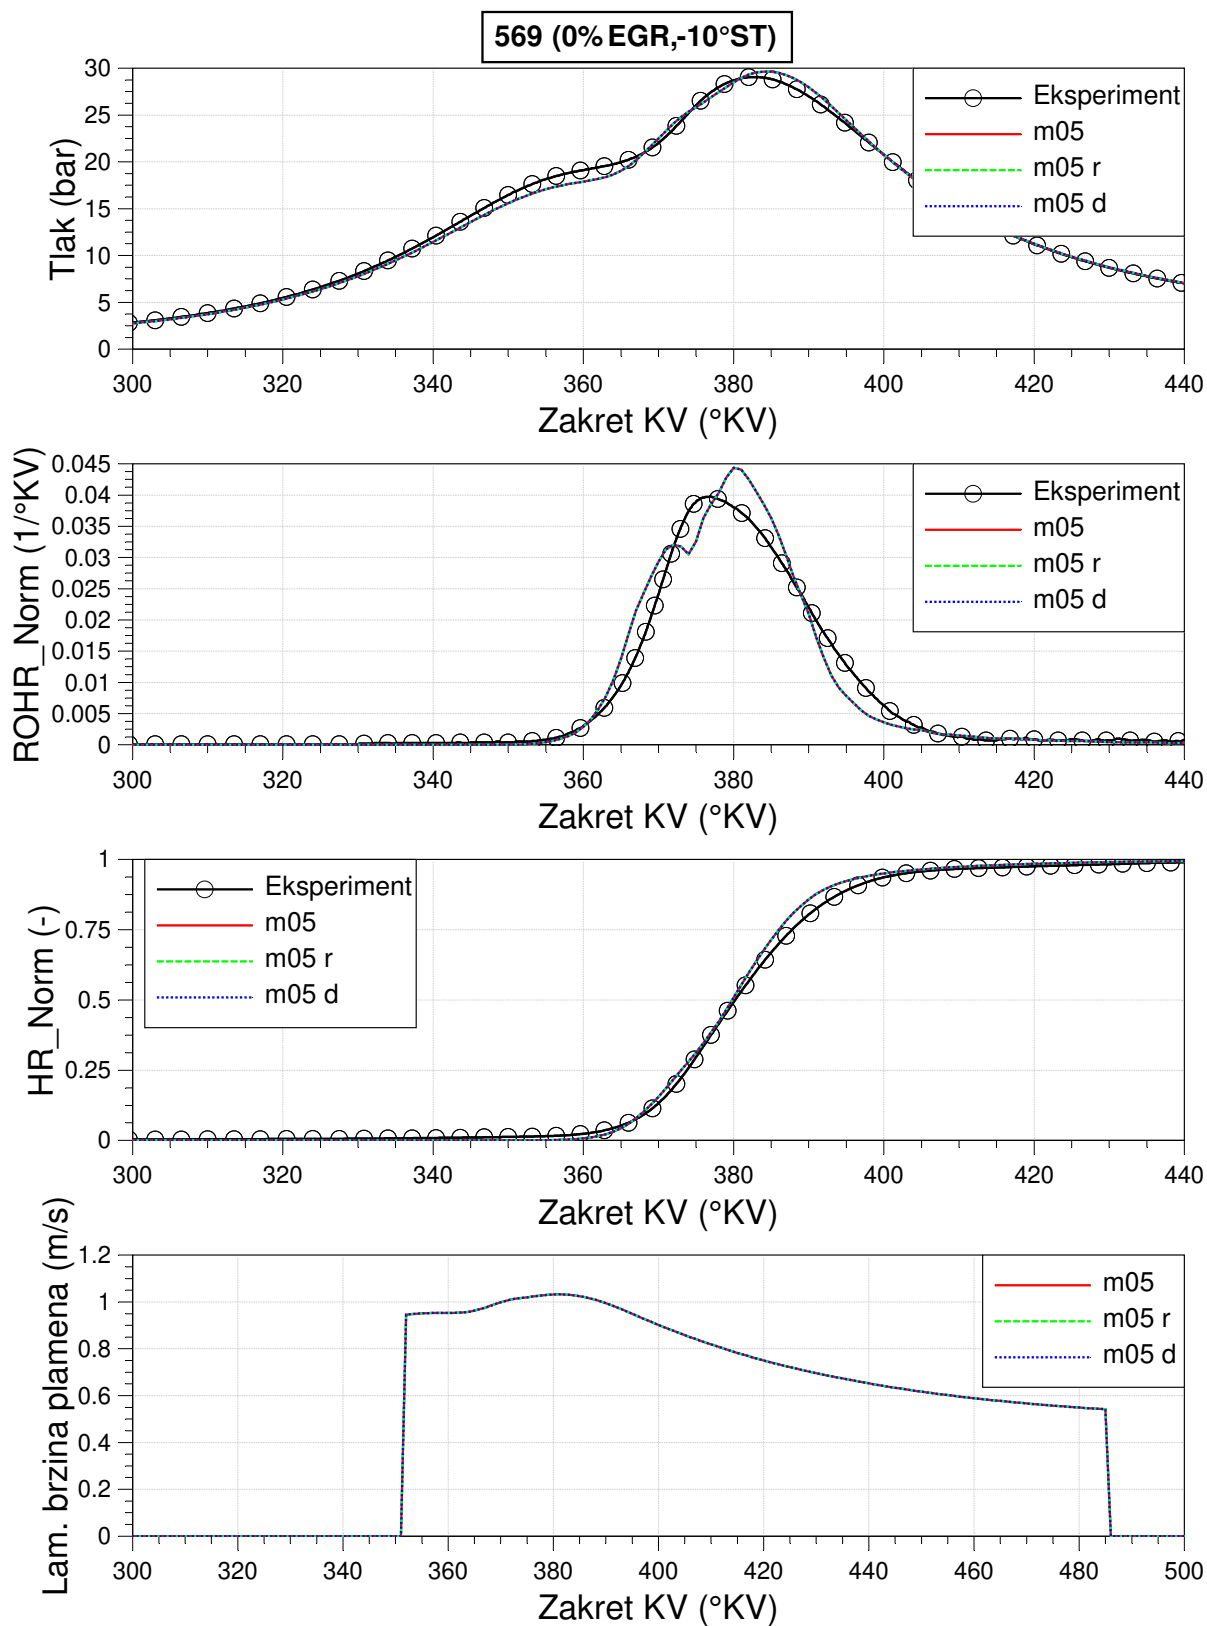 569 (0% EGR,-10°ST)
Tlak (bar)
30
25
20
15
10
5
0
Eksperiment
m05
m05 r
m05 d
300 320 340 360 380 400 420 440
Zakret KV (°KV)
ROHR_Norm (1/°KV)
0.045
0.04
0.035
0.03
0.025
0.02
0.015
0.01
0.005
0
Eksperiment
m05
m05 r
m05 d
300 320 340 360 380 400 420 440
Zakret KV (°KV)
HR_Norm (-)
1
0.75
0.5
0.25
0
Eksperiment
m05
m05 r
m05 d
300 320 340 360 380 400 420 440
Zakret KV (°KV)
Lam. brzina plamena (m/s)
1.2
1
0.8
0.6
0.4
0.2
0
m05
m05 r
m05 d
300 320 340 360 380 400 420 440 460 480 500
Zakret KV (°KV)